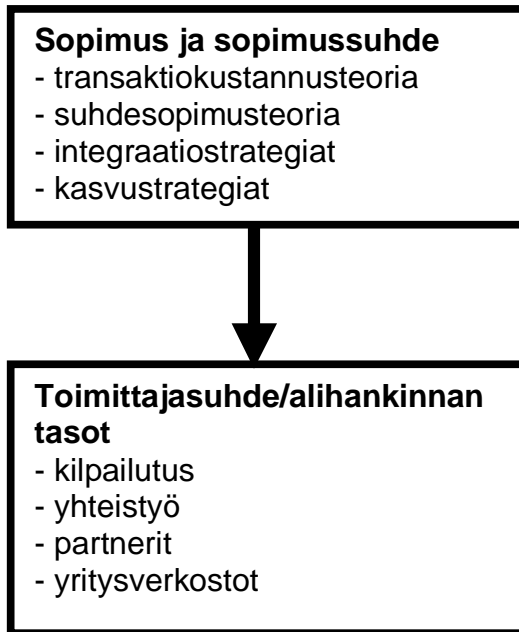 Sopimus ja sopimussuhde
- transaktiokustannusteoria
- suhdesopimusteoria
- integraatiostrategiat
- kasvustrategiat
Toimittajasuhde/alihankinnan
tasot
- kilpailutus
- yhteistyö
- partnerit
- yritysverkostot